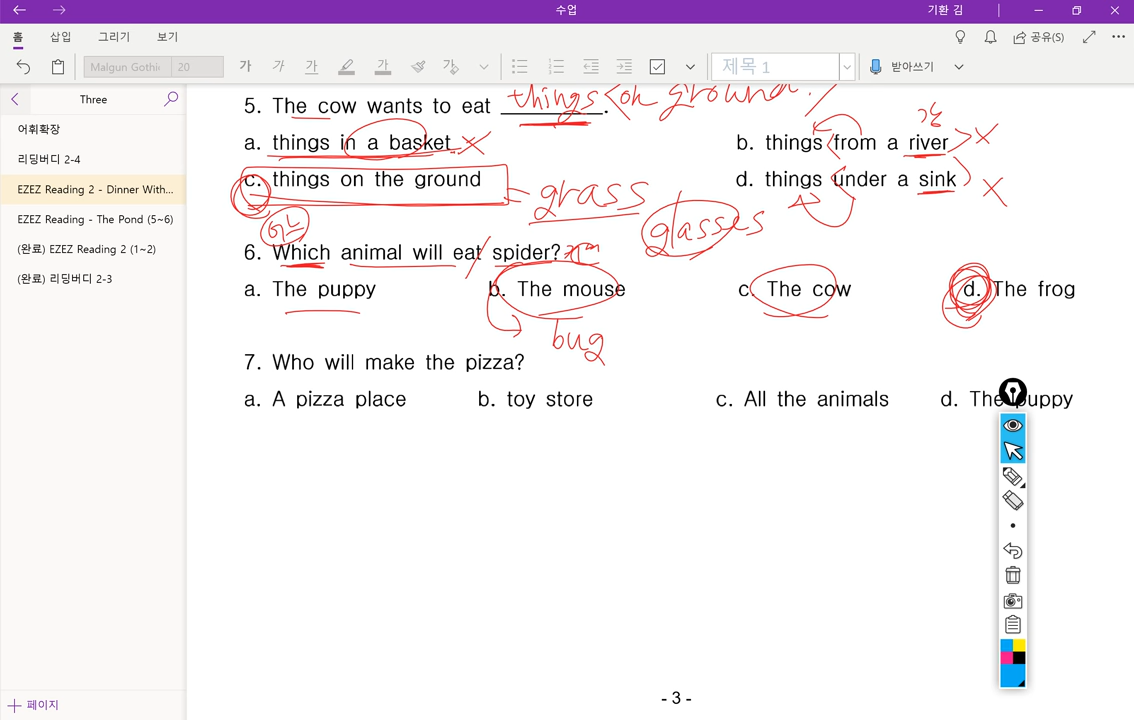 수업
기환 김
홈 삽입 그리기 보기
공유(S)
Malgun Gothic 20
가 가 가 가
제목 1
받아쓰기
Three
어휘확장
리딩버디 2-4
EZEZ Reading 2 - Dinner With...
EZEZ Reading - The Pond (5~6)
(완료) EZEZ Reading 2 (1~2)
(완료) 리딩버디 2-3
페이지
things on ground.
5. The cow wants to eat __________.
강
a. things in a basket. b. things from a river
c. things on the ground d. things under a sink
grass
glasses
6. Which animal will eat spider?
a. The puppy b. The mouse c. The cow d. The frog
bug
7. Who will make the pizza?
a. A pizza place b. toy store c. All the animals d. The puppy
- 3 -